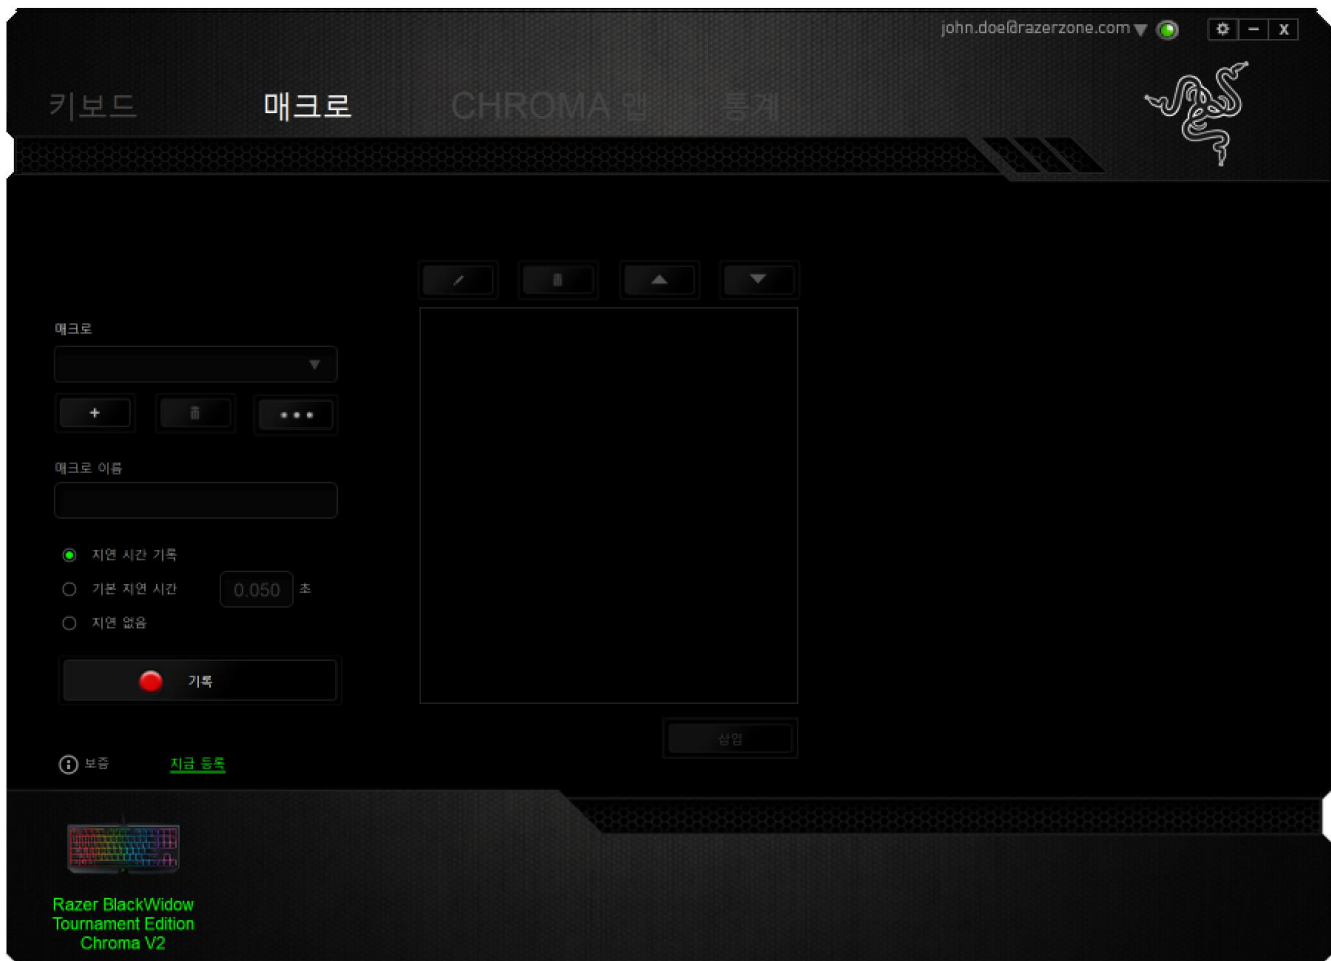 john.doe@razerzone.com
키보드 매크로 CHROMA 앱 통계
매크로
매크로 이름
지연 시간 기록
기본 지연 시간 0.050 초
지연 없음
기록
삽입
보증 지금 등록
Razer BlackWidow
Tournament Edition
Chroma V2